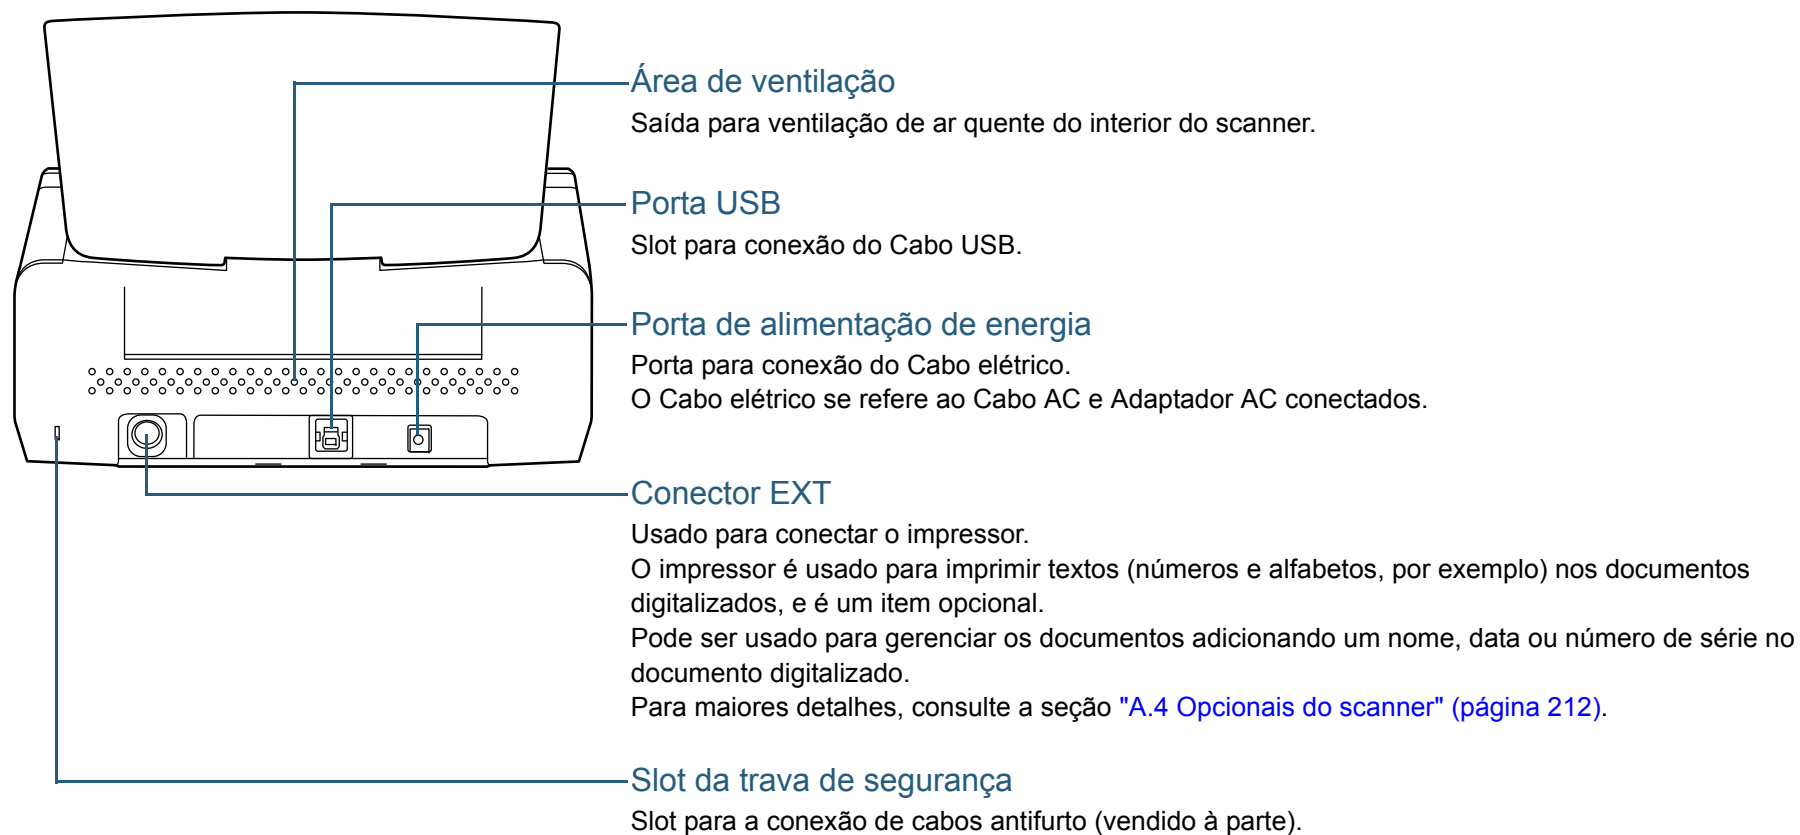 Área de ventilação
Saída para ventilação de ar quente do interior do scanner.
Porta USB
Slot para conexão do Cabo USB.
Porta de alimentação de energia
Porta para conexão do Cabo elétrico.
O Cabo elétrico se refere ao Cabo AC e Adaptador AC conectados.
Conector EXT
Usado para conectar o impressor.
O impressor é usado para imprimir textos (números e alfabetos, por exemplo) nos documentos
digitalizados, e é um item opcional.
Pode ser usado para gerenciar os documentos adicionando um nome, data ou número de série no
documento digitalizado.
Para maiores detalhes, consulte a seção "A.4 Opcionais do scanner" (página 212).
Slot da trava de segurança
Slot para a conexão de cabos antifurto (vendido à parte).